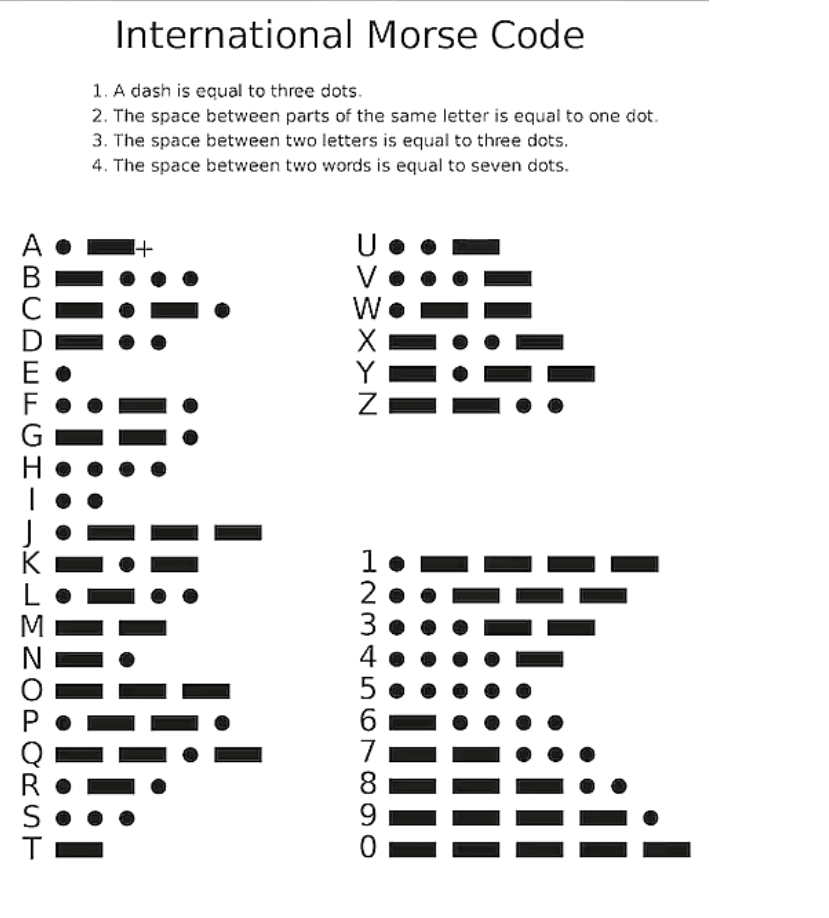 International Morse Code
1. A dash is equal to three dots.
2. The space between parts of the same letter is equal to one dot.
3. The space between two letters is equal to three dots.
4. The space between two words is equal to seven dots.
A ● ▬+
B ▬ ● ● ●
C ▬ ● ▬ ●
D ▬ ● ●
E ●
F ● ● ▬ ●
G ▬ ▬ ●
H ● ● ● ●
I ● ●
J ● ▬ ▬ ▬
K ▬ ● ▬
L ● ▬ ● ●
M ▬ ▬
N ▬ ●
O ▬ ▬ ▬
P ● ▬ ▬ ●
Q ▬ ▬ ● ▬
R ● ▬ ●
S ● ● ●
T ▬
U ● ● ▬
V ● ● ● ▬
W ● ▬ ▬
X ▬ ● ● ▬
Y ▬ ● ▬ ▬
Z ▬ ▬ ● ●
1 ● ▬ ▬ ▬ ▬
2 ● ● ▬ ▬ ▬
3 ● ● ● ▬ ▬
4 ● ● ● ● ▬
5 ● ● ● ● ●
6 ▬ ● ● ● ●
7 ▬ ▬ ● ● ●
8 ▬ ▬ ▬ ● ●
9 ▬ ▬ ▬ ▬ ●
0 ▬ ▬ ▬ ▬ ▬